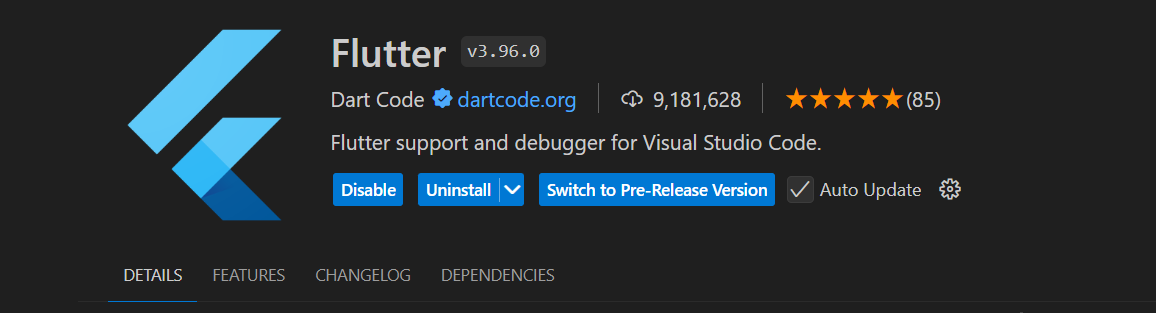 Flutter v3.96.0
Dart Code dartcode.org 9,181,628 (85)
Flutter support and debugger for Visual Studio Code.
Disable Uninstall Switch to Pre-Release Version Auto Update
DETAILS FEATURES CHANGELOG DEPENDENCIES